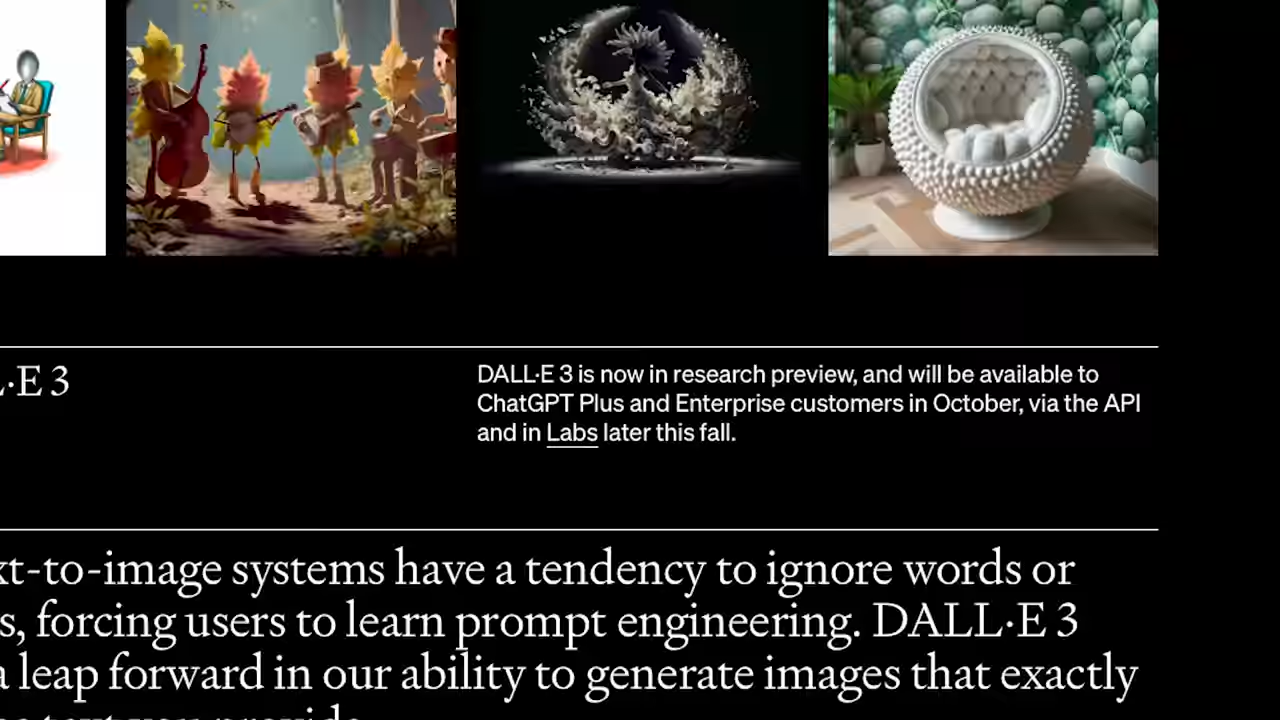 E 3
DALL·E 3 is now in research preview, and will be available to
ChatGPT Plus and Enterprise customers in October, via the API
and in Labs later this fall.
xt-to-image systems have a tendency to ignore words or
s, forcing users to learn prompt engineering. DALL·E 3
a leap forward in our ability to generate images that exactly
text you provide